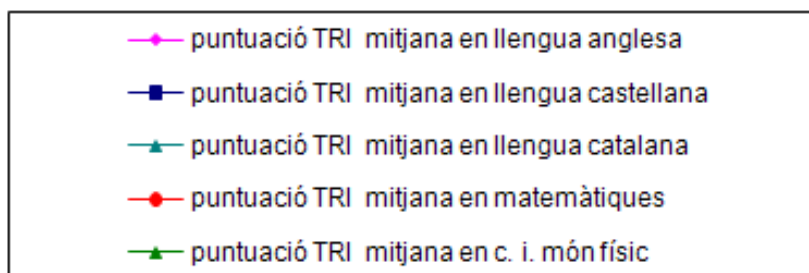 puntuació TRI mitjana en llengua anglesa
puntuació TRI mitjana en llengua castellana
puntuació TRI mitjana en llengua catalana
puntuació TRI mitjana en matemàtiques
puntuació TRI mitjana en c. i. món físic